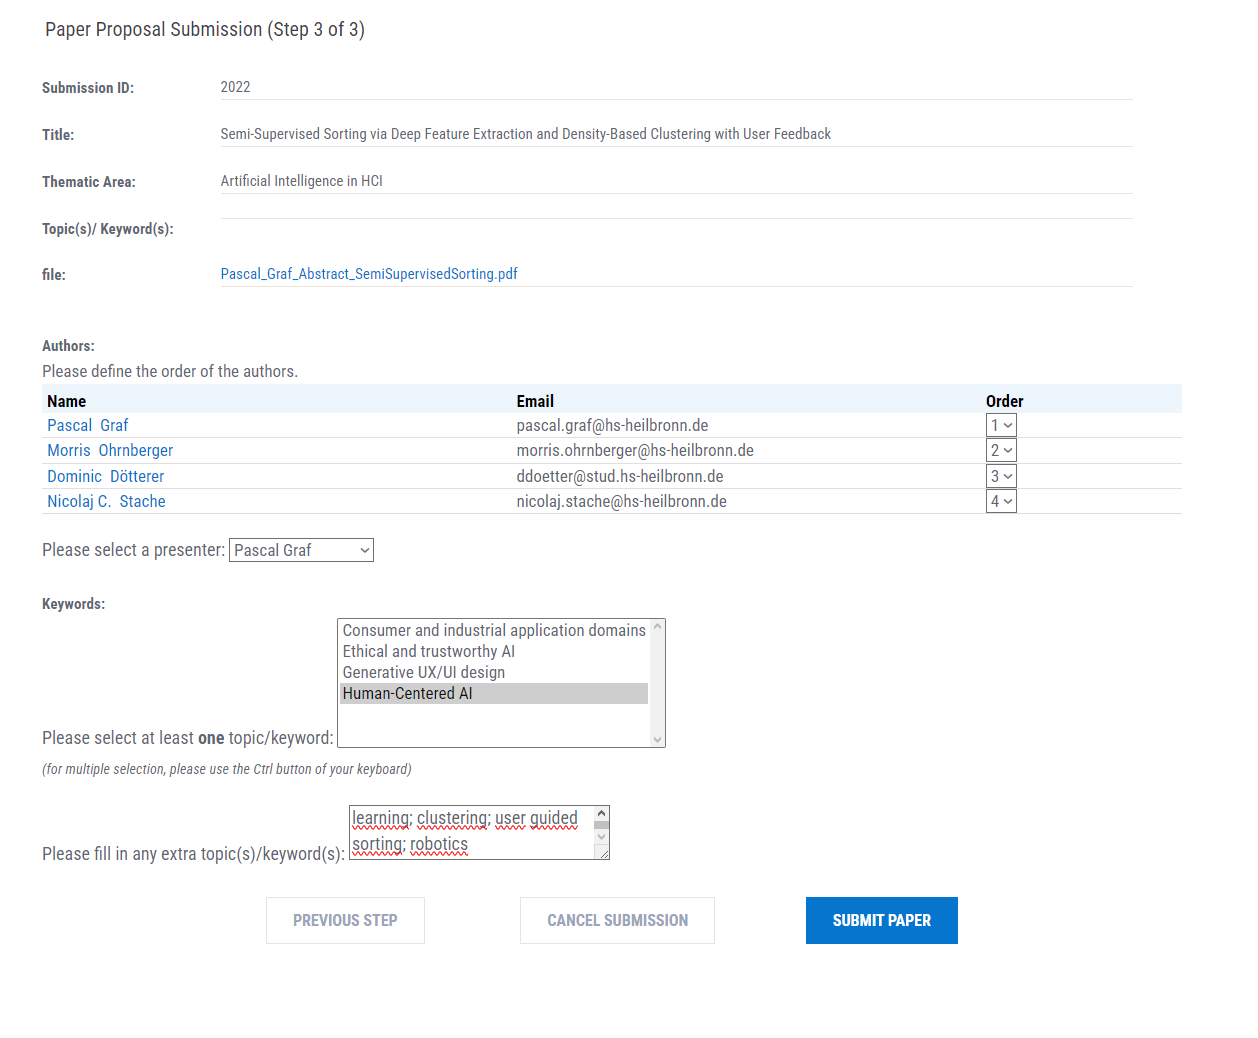 Paper Proposal Submission (Step 3 of 3)
Submission ID: 2022
Title: Semi-Supervised Sorting via Deep Feature Extraction and Density-Based Clustering with User Feedback
Thematic Area: Artificial Intelligence in HCI
Topic(s)/ Keyword(s):
file: Pascal_Graf_Abstract_SemiSupervisedSorting.pdf
Authors:
Please define the order of the authors.
Name Email Order
Pascal Graf pascal.graf@hs-heilbronn.de 1
Morris Ohrnberger morris.ohrnberger@hs-heilbronn.de 2
Dominic Dötterer ddoetter@stud.hs-heilbronn.de 3
Nicolaj C. Stache nicolaj.stache@hs-heilbronn.de 4
Please select a presenter: Pascal Graf
Keywords:
Consumer and industrial application domains
Ethical and trustworthy AI
Generative UX/UI design
Human-Centered AI
Please select at least one topic/keyword:
(for multiple selection, please use the Ctrl button of your keyboard)
learning; clustering; user guided
sorting; robotics
Please fill in any extra topic(s)/keyword(s):
PREVIOUS STEP CANCEL SUBMISSION SUBMIT PAPER